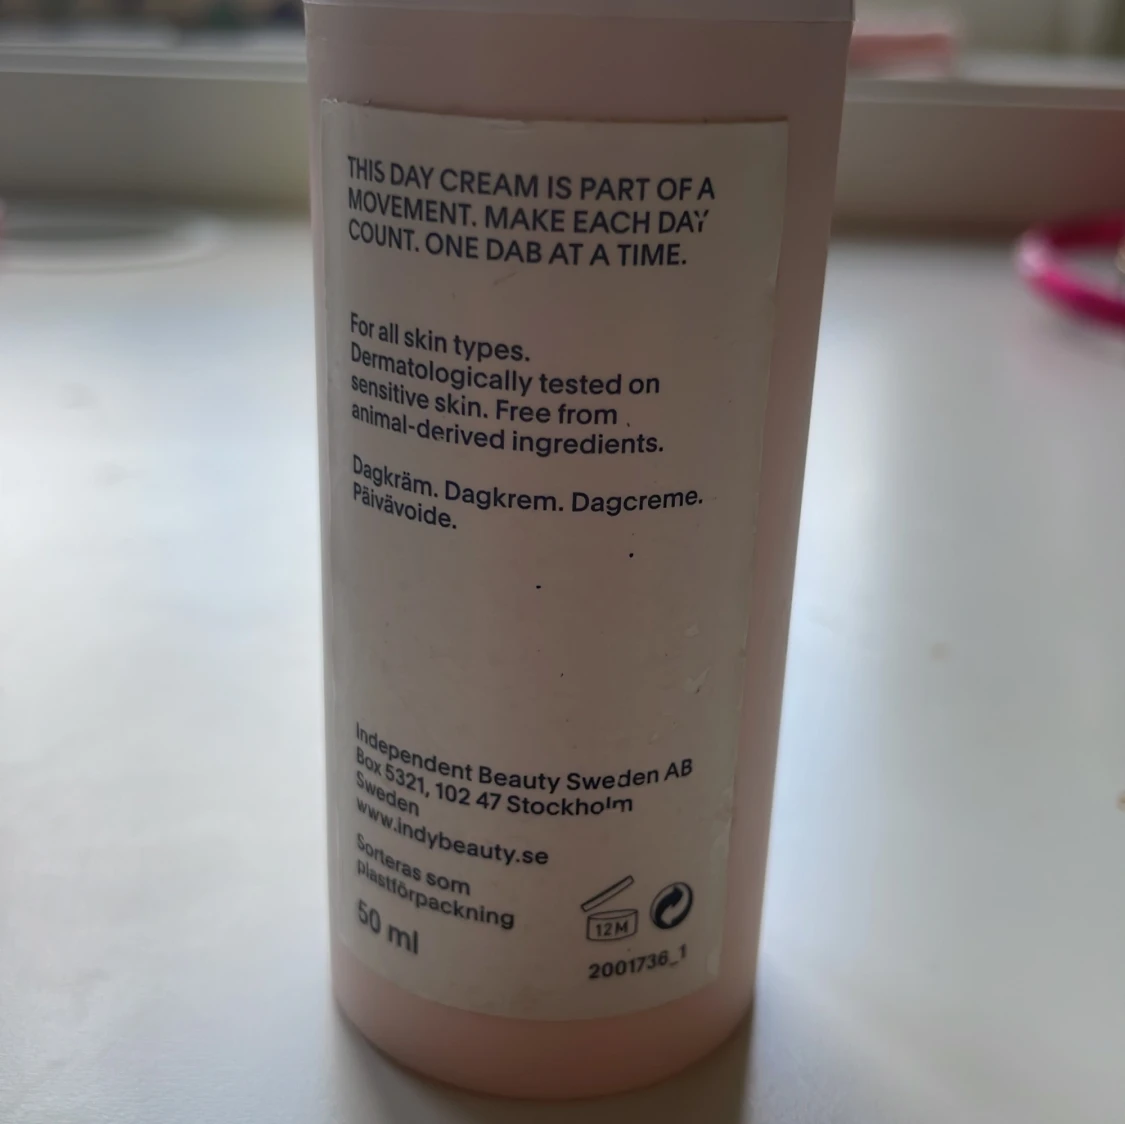 THIS DAY CREAM IS PART OF A
MOVEMENT. MAKE EACH DAY
COUNT. ONE DAB AT A TIME.
For all skin types.
Dermatologically tested on
sensitive skin. Free from
animal-derived ingredients.
Dagkräm. Dagkrem. Dagcreme.
Päivävoide.
Independent Beauty Sweden AB
Box 5321, 102 47 Stockholm
Sweden
www.indybeauty.se
Sorteras som
plastförpackning
50 ml
12M
2001736_1